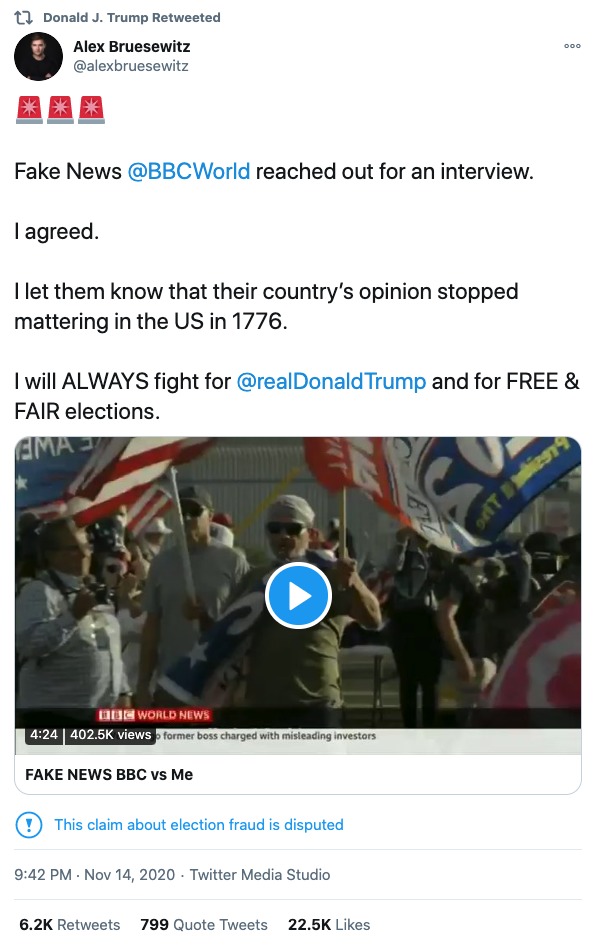 Donald J. Trump Retweeted
Alex Bruesewitz
@alexbruesewitz
Fake News @BBCWorld reached out for an interview.
I agreed.
I let them know that their country's opinion stopped
mattering in the US in 1776.
I will ALWAYS fight for @realDonaldTrump and for FREE &
FAIR elections.
BBC WORLD NEWS
4:24 | 402.5K views
former boss charged with misleading investors
FAKE NEWS BBC vs Me
This claim about election fraud is disputed
9:42 PM · Nov 14, 2020 · Twitter Media Studio
6.2K Retweets 799 Quote Tweets 22.5K Likes